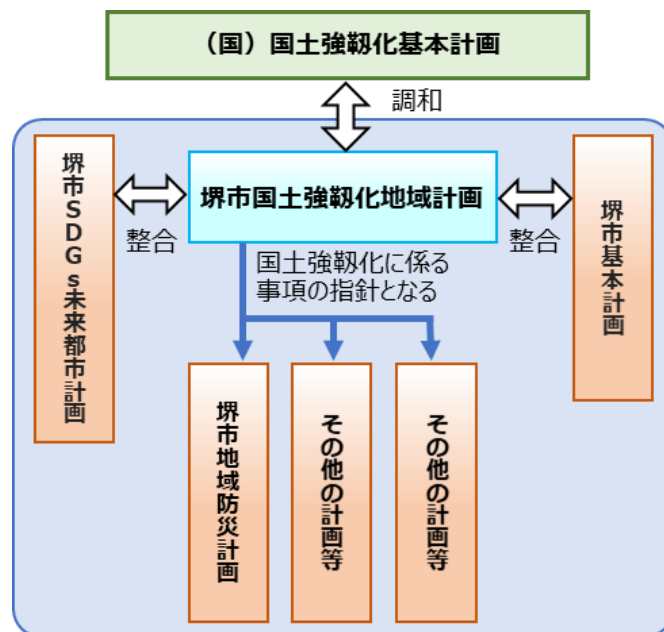 （国）国土強靱化基本計画
調和
堺市SDGs未来都市計画
整合
堺市国土強靱化地域計画
整合
堺市基本計画
国土強靱化に係る
事項の指針となる
堺市地域防災計画
その他の計画等
その他の計画等